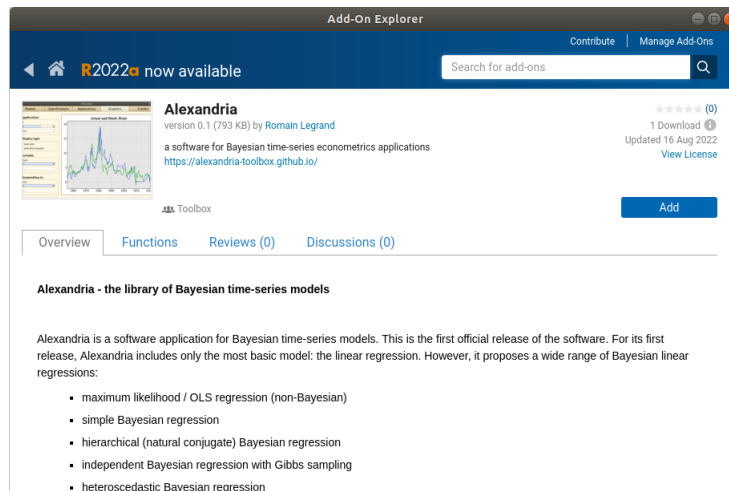 Add-On Explorer
Contribute | Manage Add-Ons
R2022a now available
Search for add-ons
Alexandria
(0)
version 0.1 (793 KB) by Romain Legrand
1 Download
a software for Bayesian time-series econometrics applications
Updated 16 Aug 2022
https://alexandria-toolbox.github.io/
View License
Toolbox
Add
Overview
Functions
Reviews (0)
Discussions (0)
Alexandria - the library of Bayesian time-series models
Alexandria is a software application for Bayesian time-series models. This is the first official release of the software. For its first
release, Alexandria includes only the most basic model: the linear regression. However, it proposes a wide range of Bayesian linear
regressions:
▪ maximum likelihood / OLS regression (non-Bayesian)
▪ simple Bayesian regression
▪ hierarchical (natural conjugate) Bayesian regression
▪ independent Bayesian regression with Gibbs sampling
▪ heteroscedastic Bayesian regression